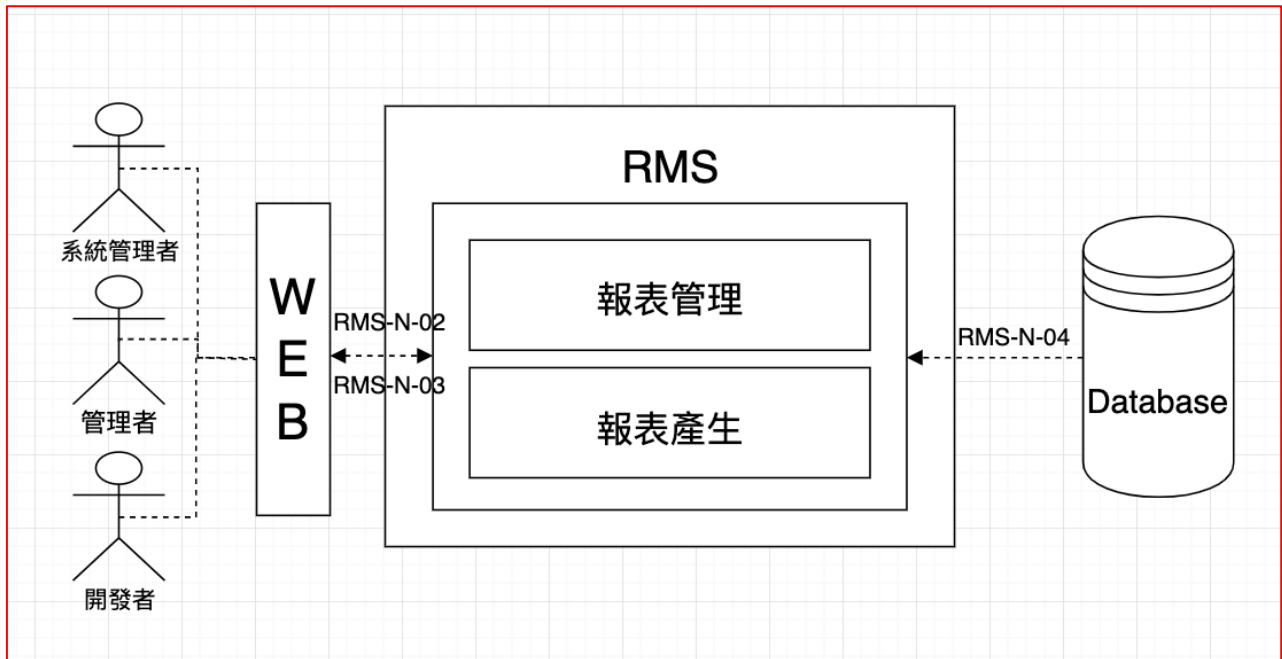 系統管理者
管理者
開發者
W
E
B
RMS-N-02
RMS-N-03
RMS
報表管理
報表產生
RMS-N-04
Database